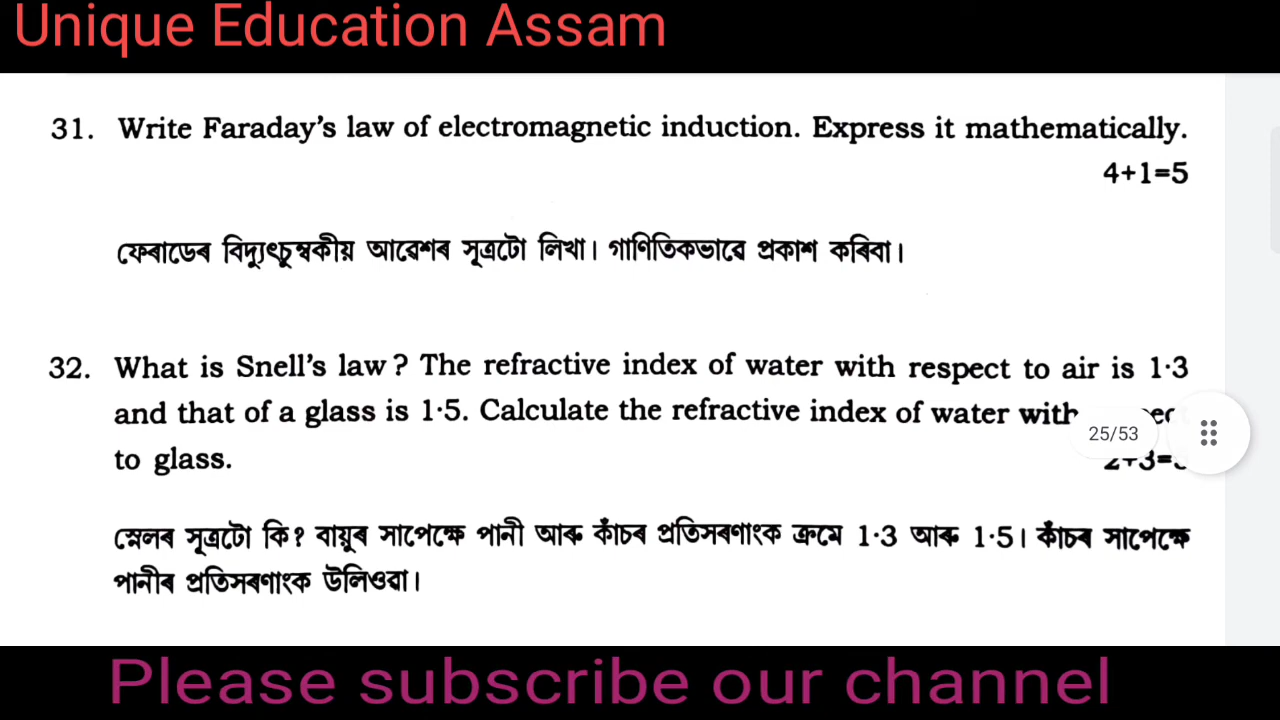 Unique Education Assam
31. Write Faraday's law of electromagnetic induction. Express it mathematically.
4+1=5
ফেৰাডেৰ বিদ্যুৎচুম্বকীয় আৱেশৰ সূত্ৰটো লিখা। গাণিতিকভাৱে প্ৰকাশ কৰিবা।
32. What is Snell's law? The refractive index of water with respect to air is 1·3
and that of a glass is 1·5. Calculate the refractive index of water with
25/53
to glass.
স্নেলৰ সূত্ৰটো কি? বায়ুৰ সাপেক্ষে পানী আৰু কাঁচৰ প্ৰতিসৰণাংক ক্ৰমে 1·3 আৰু 1·5। কাঁচৰ সাপেক্ষে
পানীৰ প্ৰতিসৰণাংক উলিওৱা।
Please subscribe our channel